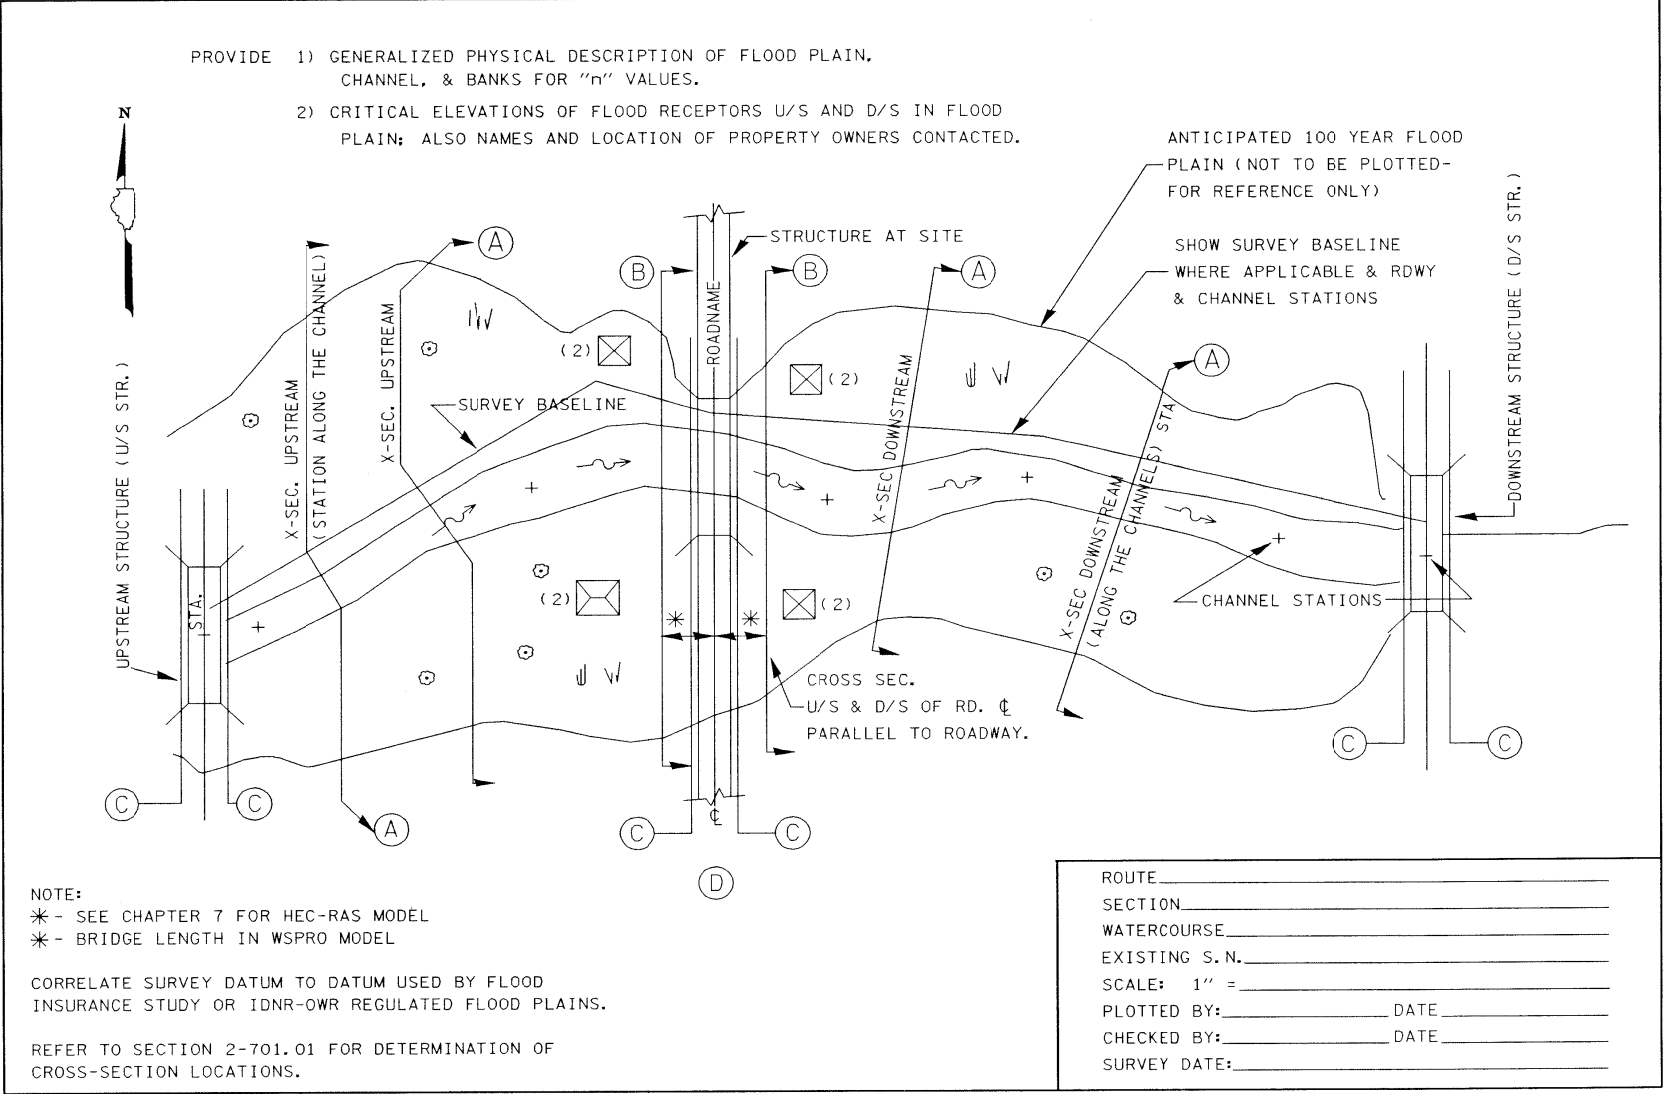 PROVIDE 1) GENERALIZED PHYSICAL DESCRIPTION OF FLOOD PLAIN,
CHANNEL, & BANKS FOR "n" VALUES.
2) CRITICAL ELEVATIONS OF FLOOD RECEPTORS U/S AND D/S IN FLOOD
PLAIN; ALSO NAMES AND LOCATION OF PROPERTY OWNERS CONTACTED.
N
ANTICIPATED 100 YEAR FLOOD
PLAIN (NOT TO BE PLOTTED-
FOR REFERENCE ONLY)
SHOW SURVEY BASELINE
WHERE APPLICABLE & RDWY
& CHANNEL STATIONS
STRUCTURE AT SITE
A
B
B
A
A
UPSTREAM STRUCTURE (U/S STR.)
X-SEC. UPSTREAM
(STATION ALONG THE CHANNEL)
X-SEC. UPSTREAM
SURVEY BASELINE
ROADNAME
(2)
(2)
X-SEC DOWNSTREAM
X-SEC DOWNSTREAM
(ALONG THE CHANNELS) STA
DOWNSTREAM STRUCTURE (D/S STR.)
STA.
(2)
(2)
CHANNEL STATIONS
CROSS SEC.
U/S & D/S OF RD. ℄
PARALLEL TO ROADWAY.
C
C
C
C
A
℄
C
C
D
NOTE:
✳- SEE CHAPTER 7 FOR HEC-RAS MODEL
✳- BRIDGE LENGTH IN WSPRO MODEL
CORRELATE SURVEY DATUM TO DATUM USED BY FLOOD
INSURANCE STUDY OR IDNR-OWR REGULATED FLOOD PLAINS.
REFER TO SECTION 2-701.01 FOR DETERMINATION OF
CROSS-SECTION LOCATIONS.
ROUTE
SECTION
WATERCOURSE
EXISTING S.N.
SCALE: 1" =
PLOTTED BY: DATE
CHECKED BY: DATE
SURVEY DATE: